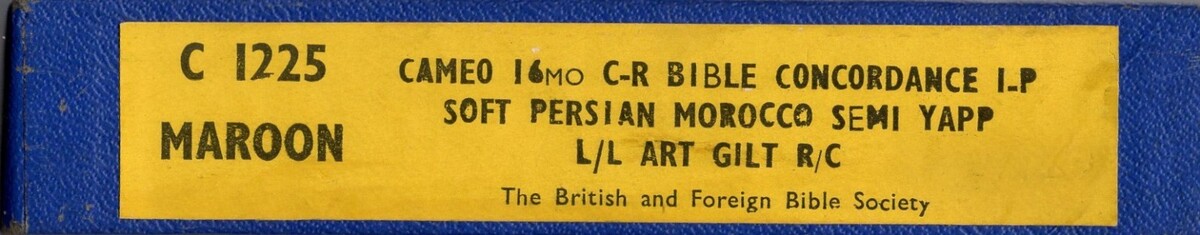 C 1225
MAROON
CAMEO 16MO C-R BIBLE CONCORDANCE I-P
SOFT PERSIAN MOROCCO SEMI YAPP
L/L ART GILT R/C
The British and Foreign Bible Society